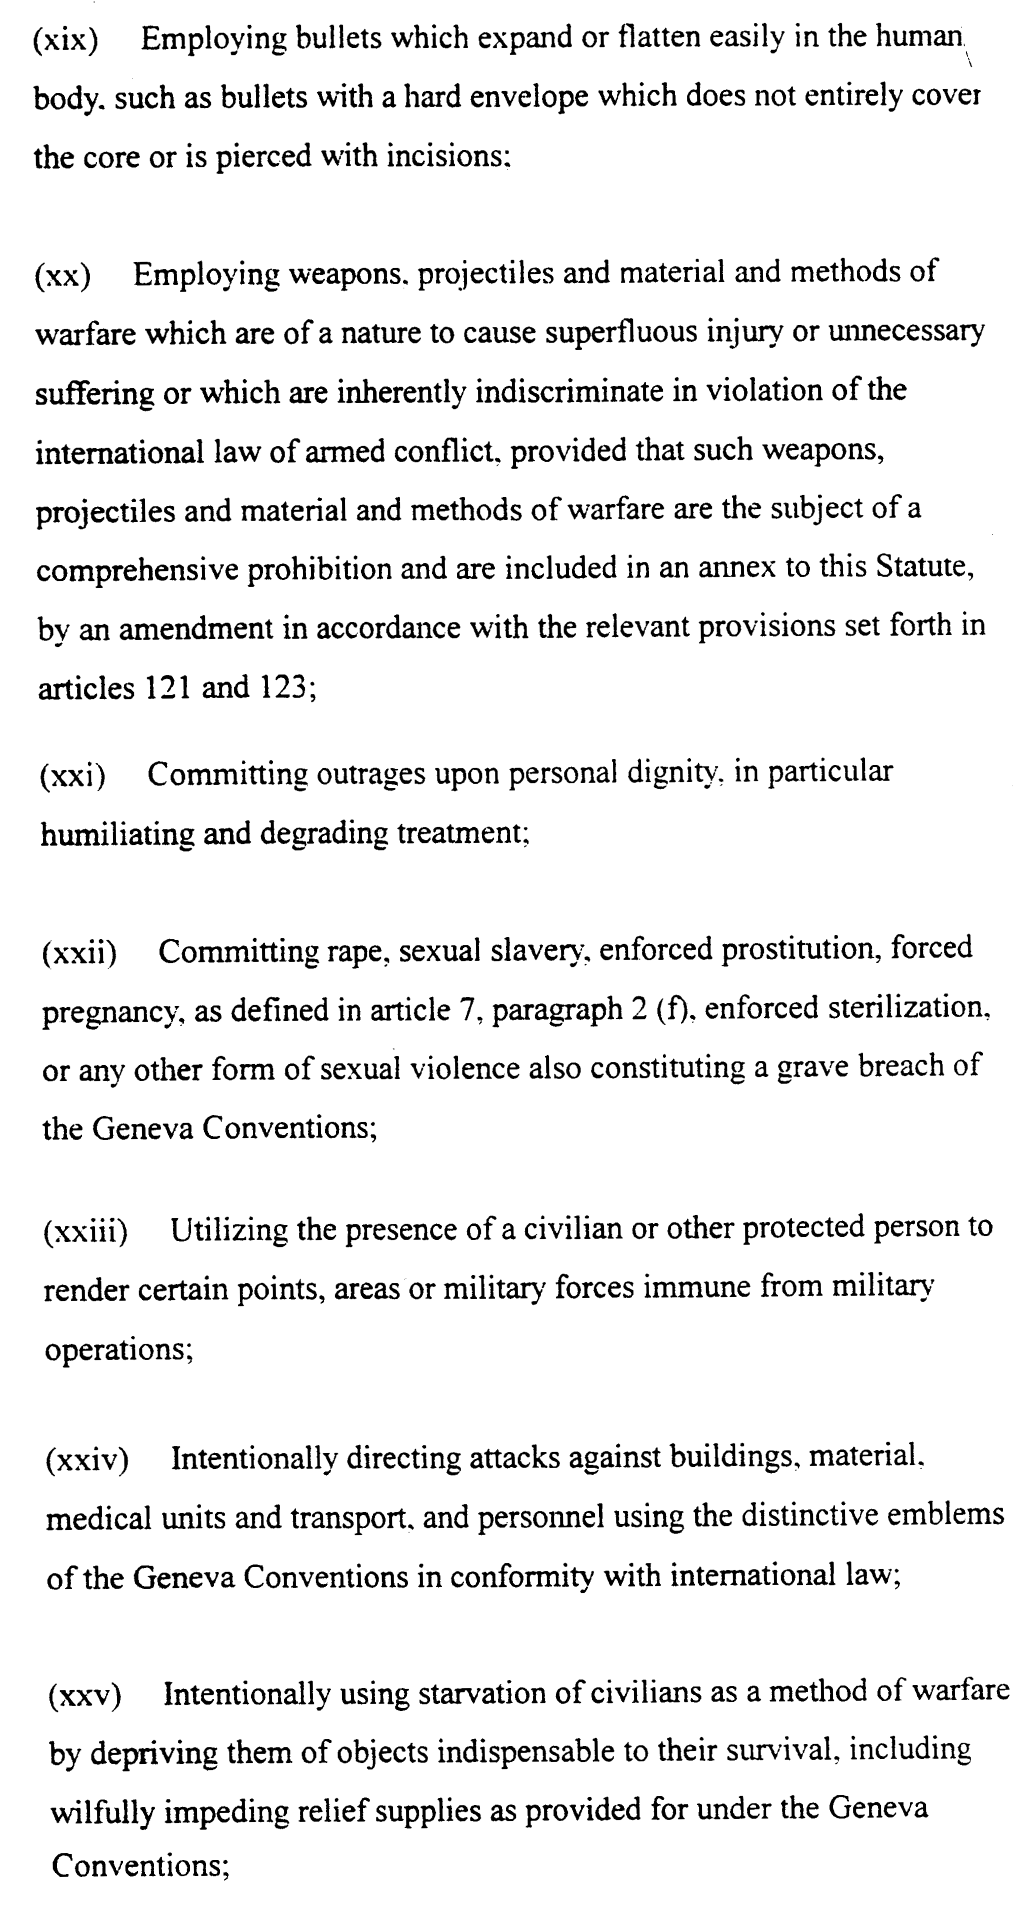 (xix) Employing bullets which expand or flatten easily in the human
body, such as bullets with a hard envelope which does not entirely cover
the core or is pierced with incisions;
(xx) Employing weapons, projectiles and material and methods of
warfare which are of a nature to cause superfluous injury or unnecessary
suffering or which are inherently indiscriminate in violation of the
international law of armed conflict, provided that such weapons,
projectiles and material and methods of warfare are the subject of a
comprehensive prohibition and are included in an annex to this Statute,
by an amendment in accordance with the relevant provisions set forth in
articles 121 and 123;
(xxi) Committing outrages upon personal dignity, in particular
humiliating and degrading treatment;
(xxii) Committing rape, sexual slavery, enforced prostitution, forced
pregnancy, as defined in article 7, paragraph 2 (f), enforced sterilization,
or any other form of sexual violence also constituting a grave breach of
the Geneva Conventions;
(xxiii) Utilizing the presence of a civilian or other protected person to
render certain points, areas or military forces immune from military
operations;
(xxiv) Intentionally directing attacks against buildings, material,
medical units and transport, and personnel using the distinctive emblems
of the Geneva Conventions in conformity with international law;
(xxv) Intentionally using starvation of civilians as a method of warfare
by depriving them of objects indispensable to their survival, including
wilfully impeding relief supplies as provided for under the Geneva
Conventions;